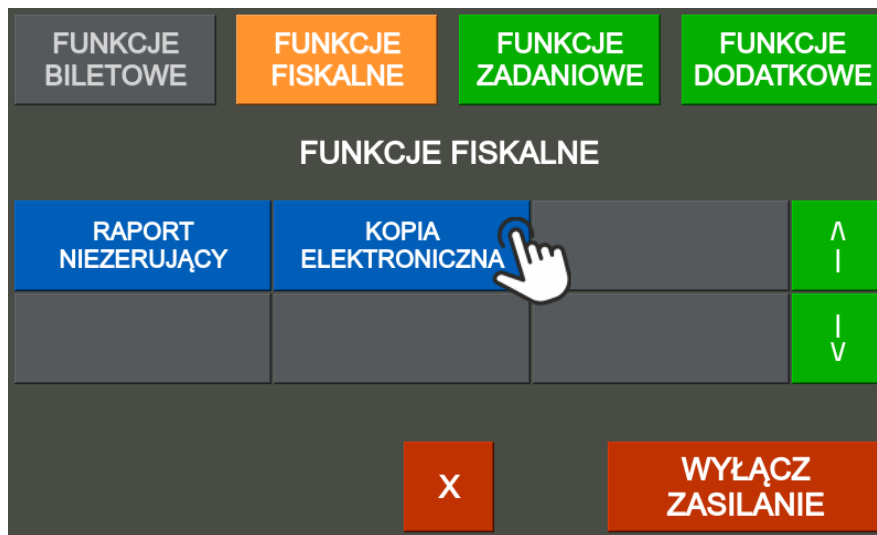 FUNKCJE
BILETOWE
FUNKCJE
FISKALNE
FUNKCJE
ZADANIOWE
FUNKCJE
DODATKOWE
FUNKCJE FISKALNE
RAPORT
NIEZERUJĄCY
KOPIA
ELEKTRONICZNA
X
WYŁĄCZ
ZASILANIE